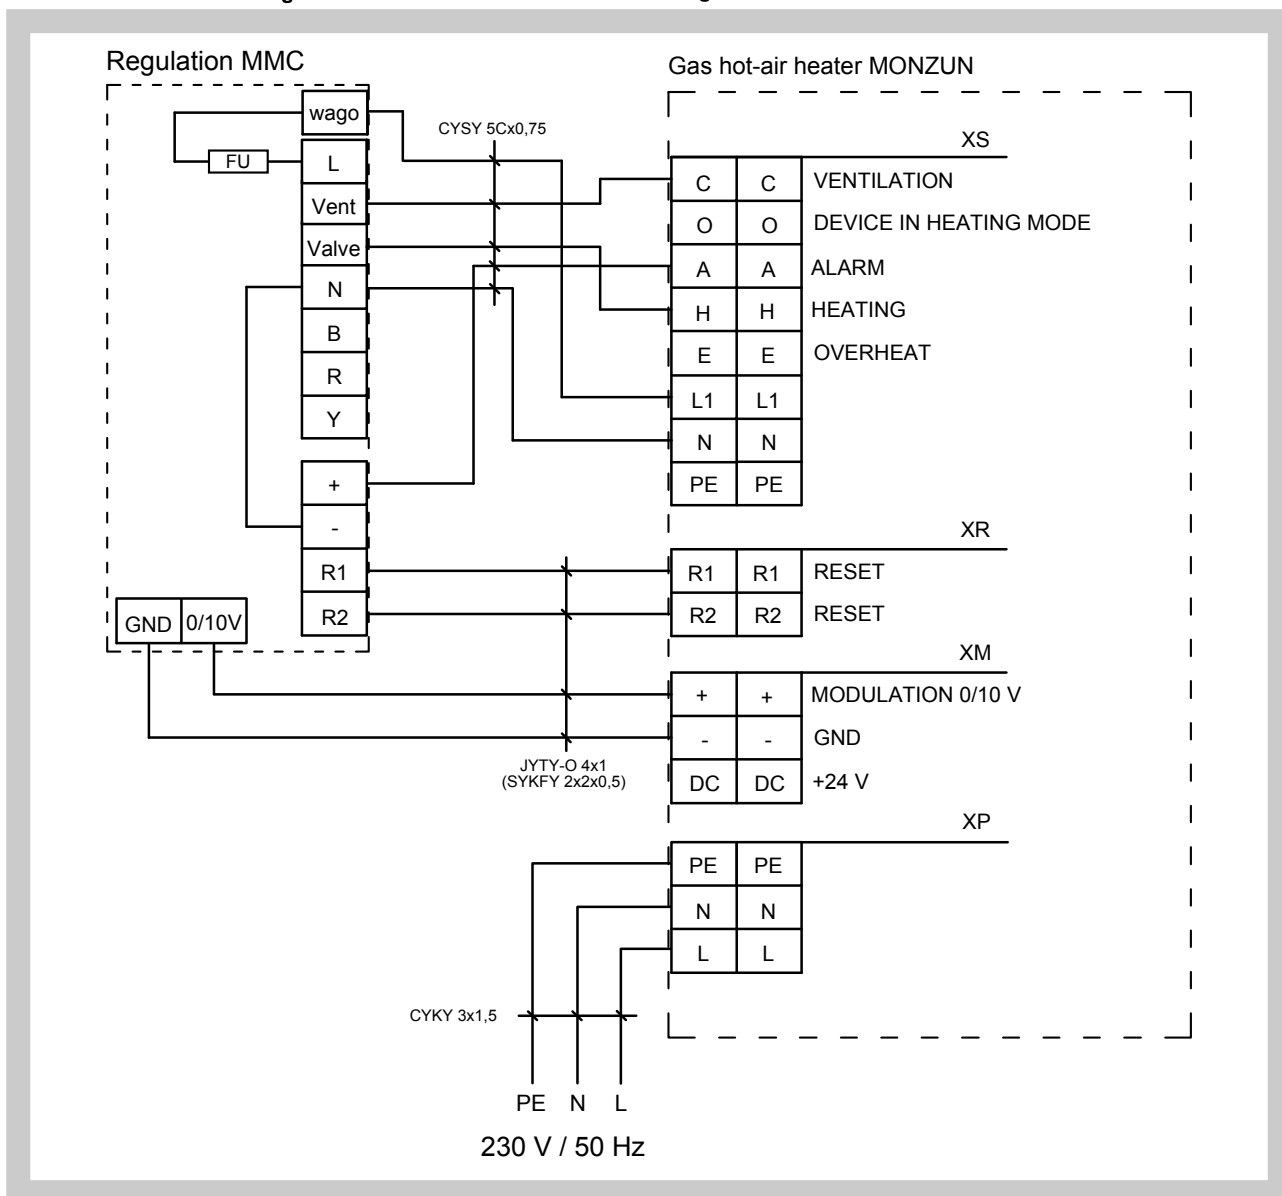 Regulation MMC
Gas hot-air heater MONZUN
wago
FU
L
Vent
Valve
N
B
R
Y
+
-
R1
R2
GND 0/10V
CYSY 5Cx0,75
XS
C C VENTILATION
O O DEVICE IN HEATING MODE
A A ALARM
H H HEATING
E E OVERHEAT
L1 L1
N N
PE PE
XR
R1 R1 RESET
R2 R2 RESET
XM
+ + MODULATION 0/10 V
- - GND
DC DC +24 V
JYTY-O 4x1
(SYKFY 2x2x0,5)
XP
PE PE
N N
L L
CYKY 3x1,5
PE N L
230 V / 50 Hz